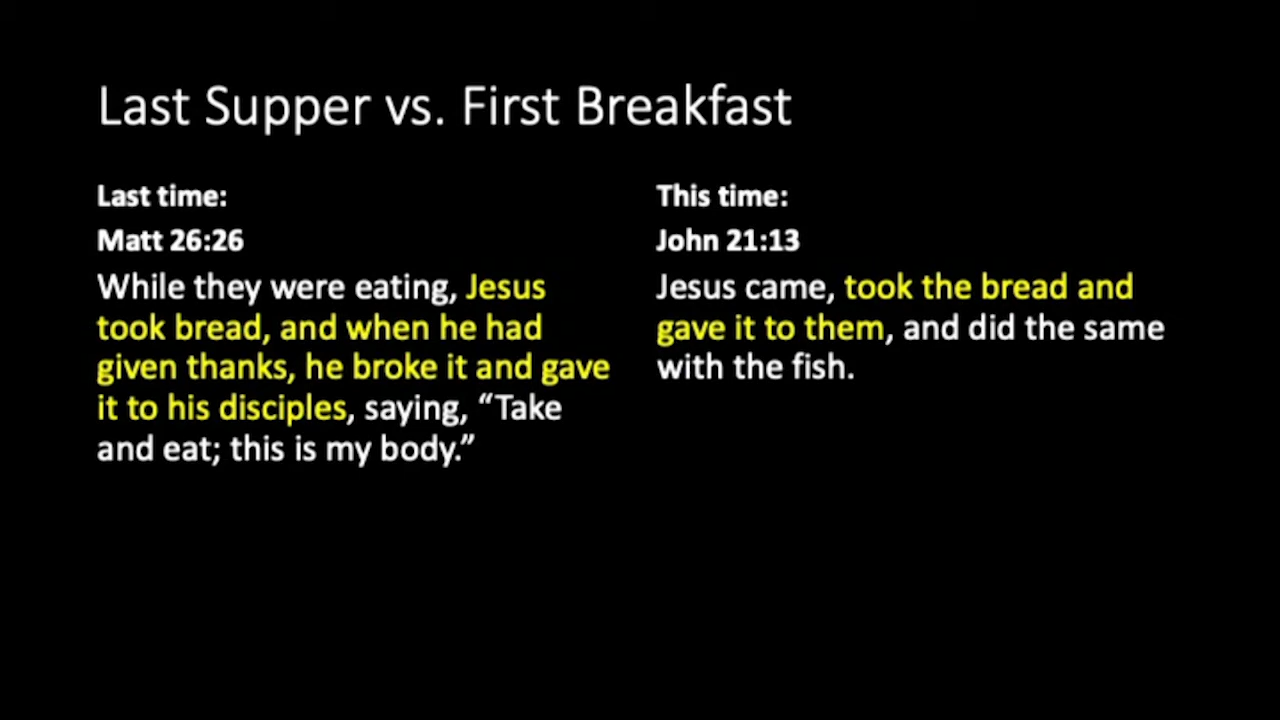 Last Supper vs. First Breakfast
Last time:
Matt 26:26
While they were eating, Jesus
took bread, and when he had
given thanks, he broke it and gave
it to his disciples, saying, “Take
and eat; this is my body.”
This time:
John 21:13
Jesus came, took the bread and
gave it to them, and did the same
with the fish.